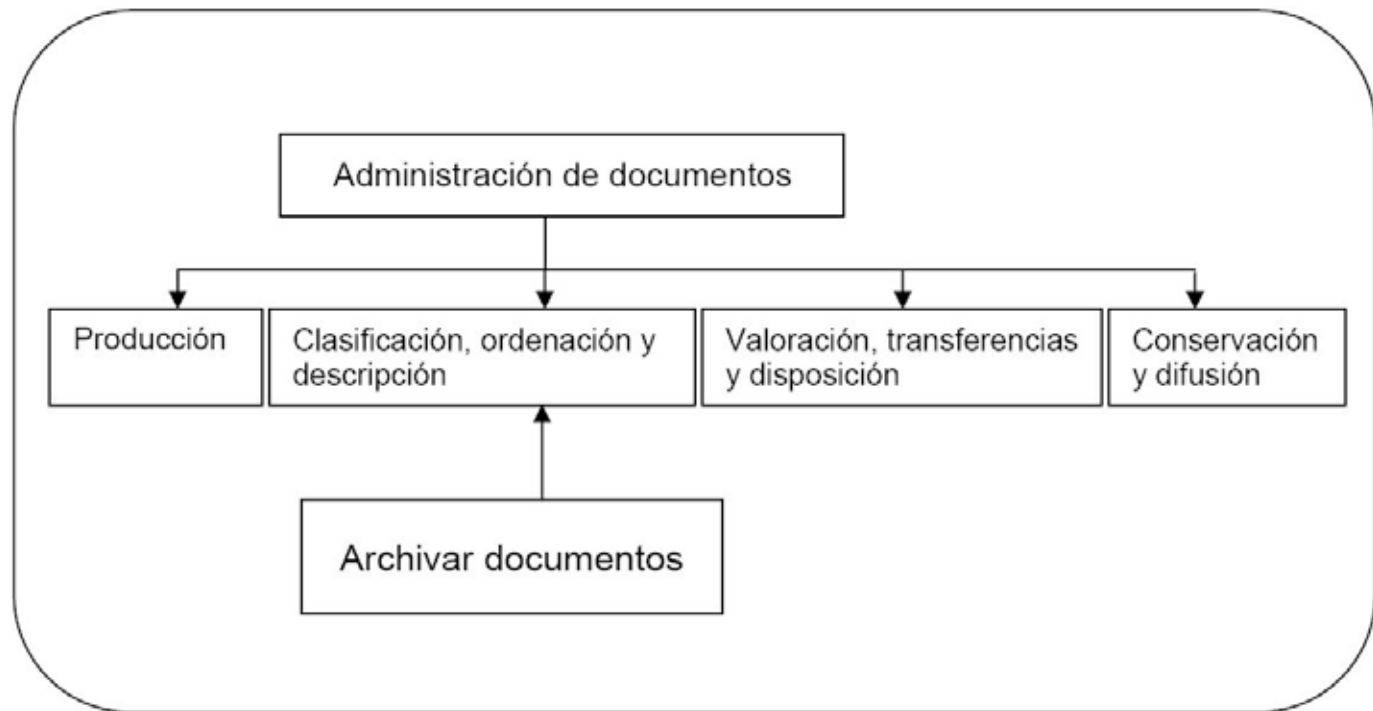 Administración de documentos
Producción
Clasificación, ordenación y
descripción
Valoración, transferencias
y disposición
Conservación
y difusión
Archivar documentos